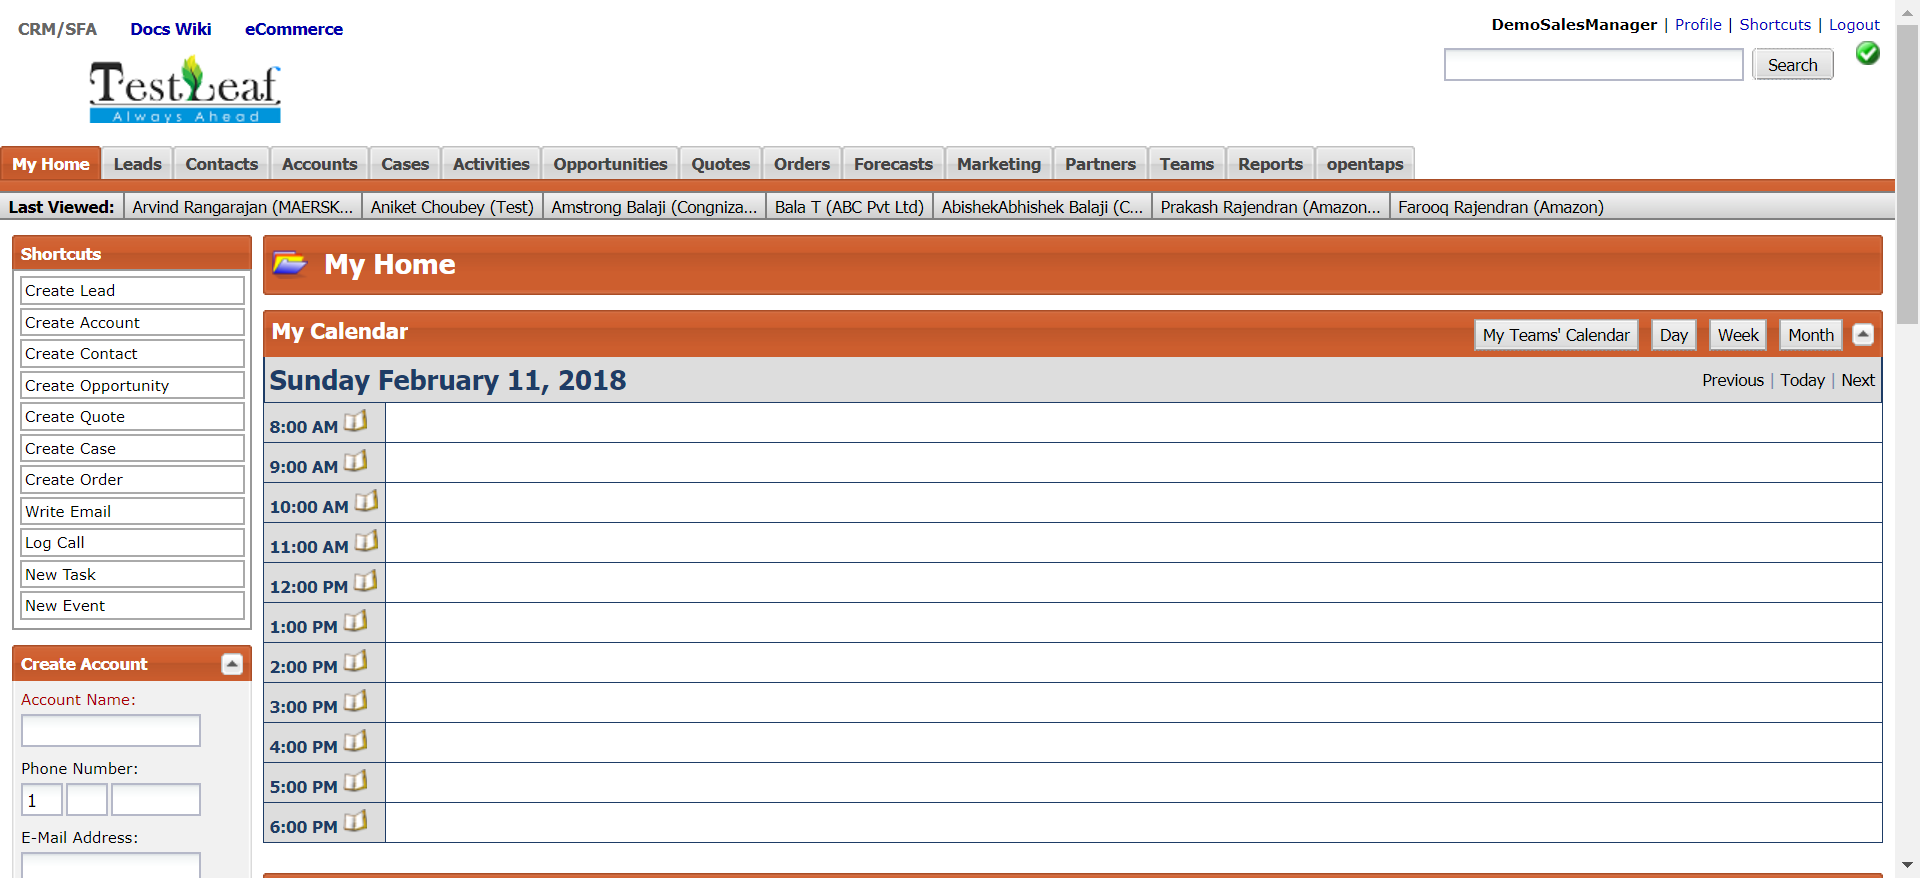 CRM/SFA Docs Wiki eCommerce
DemoSalesManager | Profile | Shortcuts | Logout
Search
TestLeaf
Always Ahead
My Home Leads Contacts Accounts Cases Activities Opportunities Quotes Orders Forecasts Marketing Partners Teams Reports opentaps
Last Viewed: Arvind Rangarajan (MAERSK... Aniket Choubey (Test) Amstrong Balaji (Congniza... Bala T (ABC Pvt Ltd) AbishekAbhishek Balaji (C... Prakash Rajendran (Amazon... Farooq Rajendran (Amazon)
Shortcuts
Create Lead
Create Account
Create Contact
Create Opportunity
Create Quote
Create Case
Create Order
Write Email
Log Call
New Task
New Event
Create Account
Account Name:
Phone Number:
1
E-Mail Address:
My Home
My Calendar
My Teams' Calendar Day Week Month
Sunday February 11, 2018
Previous | Today | Next
8:00 AM
9:00 AM
10:00 AM
11:00 AM
12:00 PM
1:00 PM
2:00 PM
3:00 PM
4:00 PM
5:00 PM
6:00 PM